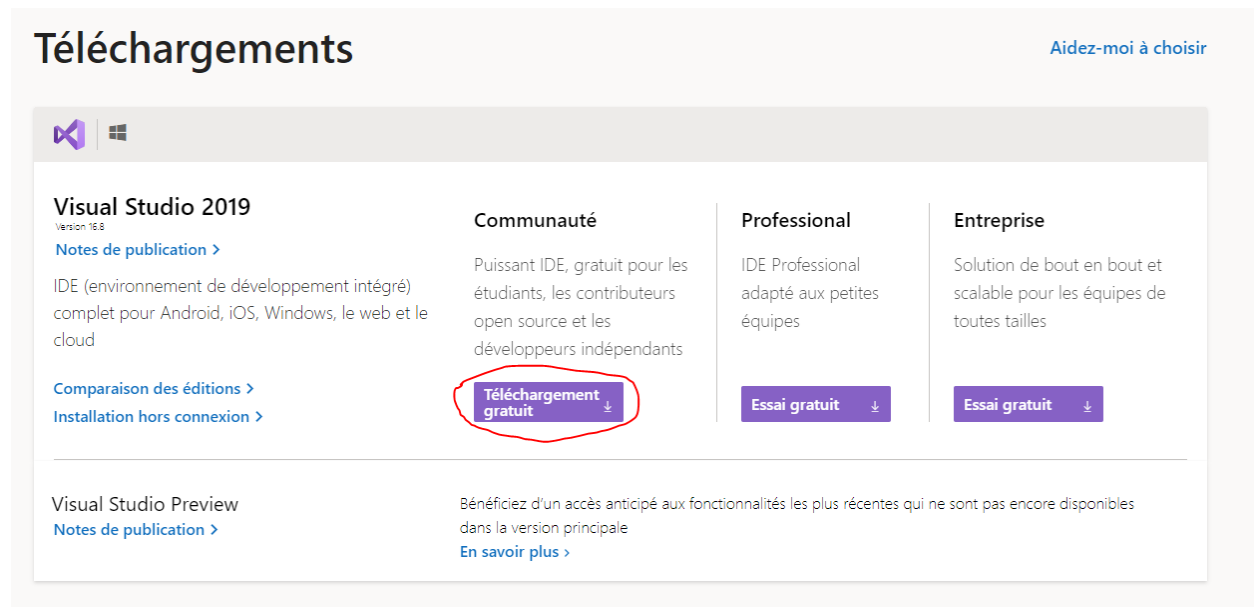 Téléchargements
Aidez-moi à choisir
Visual Studio 2019
Version 16.8
Notes de publication >
IDE (environnement de développement intégré)
complet pour Android, iOS, Windows, le web et le
cloud
Comparaison des éditions >
Installation hors connexion >
Communauté
Puissant IDE, gratuit pour les
étudiants, les contributeurs
open source et les
développeurs indépendants
Téléchargement
gratuit
Professional
IDE Professional
adapté aux petites
équipes
Essai gratuit
Entreprise
Solution de bout en bout et
scalable pour les équipes de
toutes tailles
Essai gratuit
Visual Studio Preview
Notes de publication >
Bénéficiez d’un accès anticipé aux fonctionnalités les plus récentes qui ne sont pas encore disponibles
dans la version principale
En savoir plus >